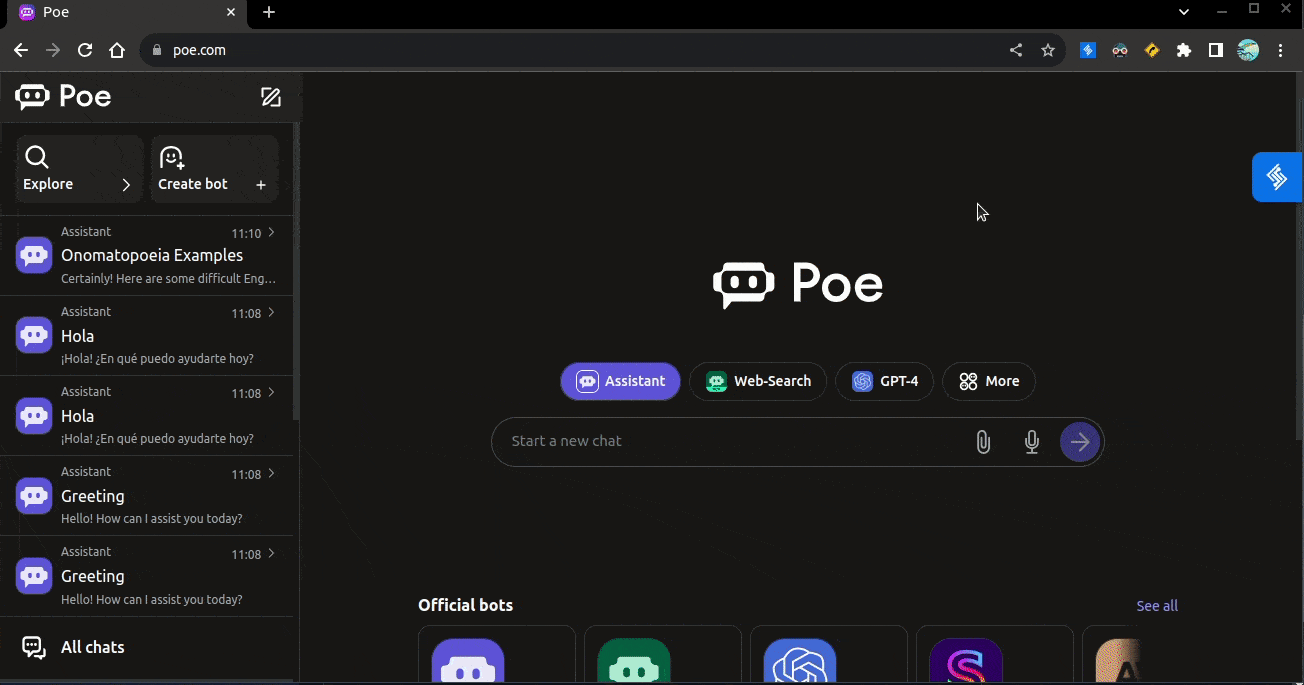 Poe
poe.com
Poe
Explore
Create bot
Assistant
11:10
Onomatopoeia Examples
Certainly! Here are some difficult Eng...
Assistant
11:08
Hola
¡Hola! ¿En qué puedo ayudarte hoy?
Assistant
11:08
Hola
¡Hola! ¿En qué puedo ayudarte hoy?
Assistant
11:08
Greeting
Hello! How can I assist you today?
Assistant
11:08
Greeting
Hello! How can I assist you today?
All chats
Poe
Assistant
Web-Search
GPT-4
More
Start a new chat
Official bots
See all